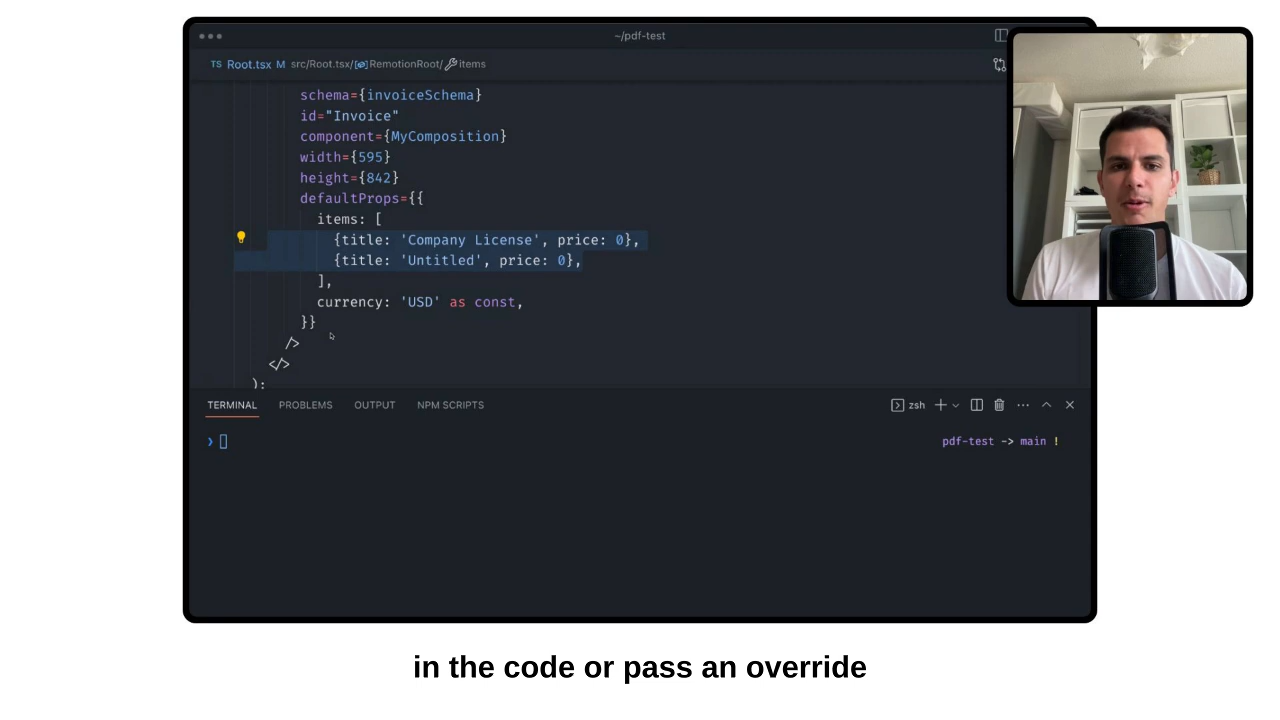 ~/pdf-test
TS Root.tsx M src/Root.tsx/RemotionRoot/items
schema={invoiceSchema}
id="Invoice"
component={MyComposition}
width={595}
height={842}
defaultProps={{
items: [
{title: 'Company License', price: 0},
{title: 'Untitled', price: 0},
],
currency: 'USD' as const,
}}
/>
</>
);
TERMINAL PROBLEMS OUTPUT NPM SCRIPTS zsh
❯ pdf-test -> main !
in the code or pass an override